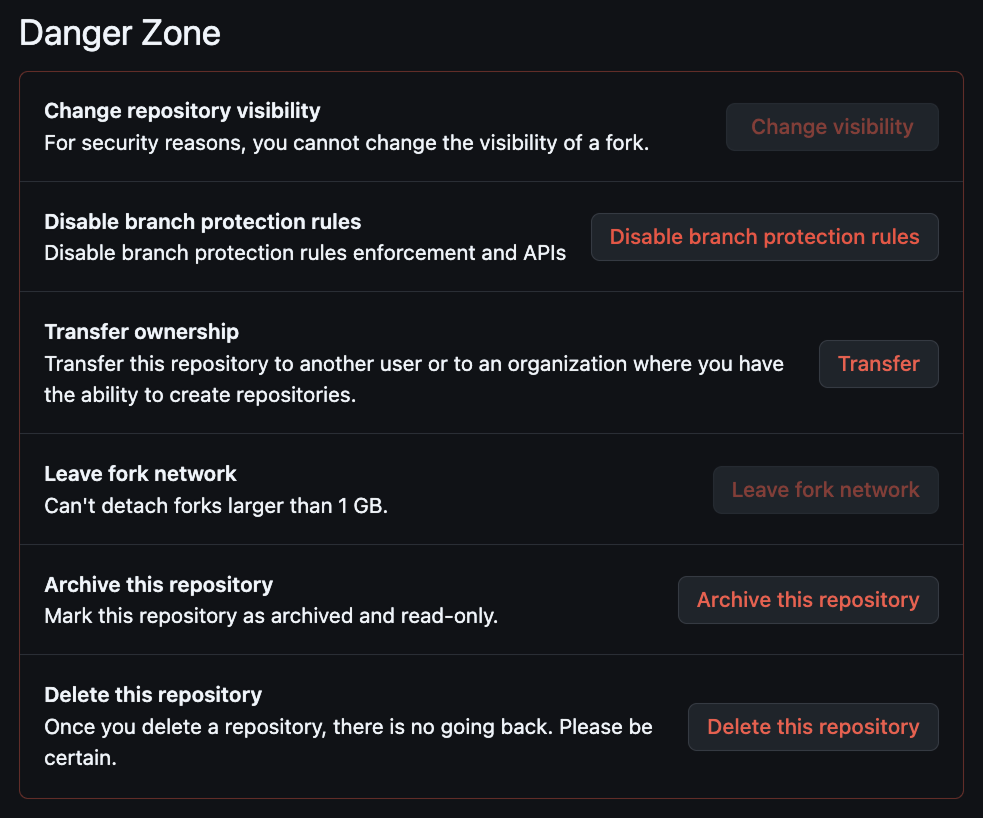 Danger Zone
Change repository visibility
For security reasons, you cannot change the visibility of a fork.
Change visibility
Disable branch protection rules
Disable branch protection rules enforcement and APIs
Disable branch protection rules
Transfer ownership
Transfer this repository to another user or to an organization where you have
the ability to create repositories.
Transfer
Leave fork network
Can't detach forks larger than 1 GB.
Leave fork network
Archive this repository
Mark this repository as archived and read-only.
Archive this repository
Delete this repository
Once you delete a repository, there is no going back. Please be
certain.
Delete this repository